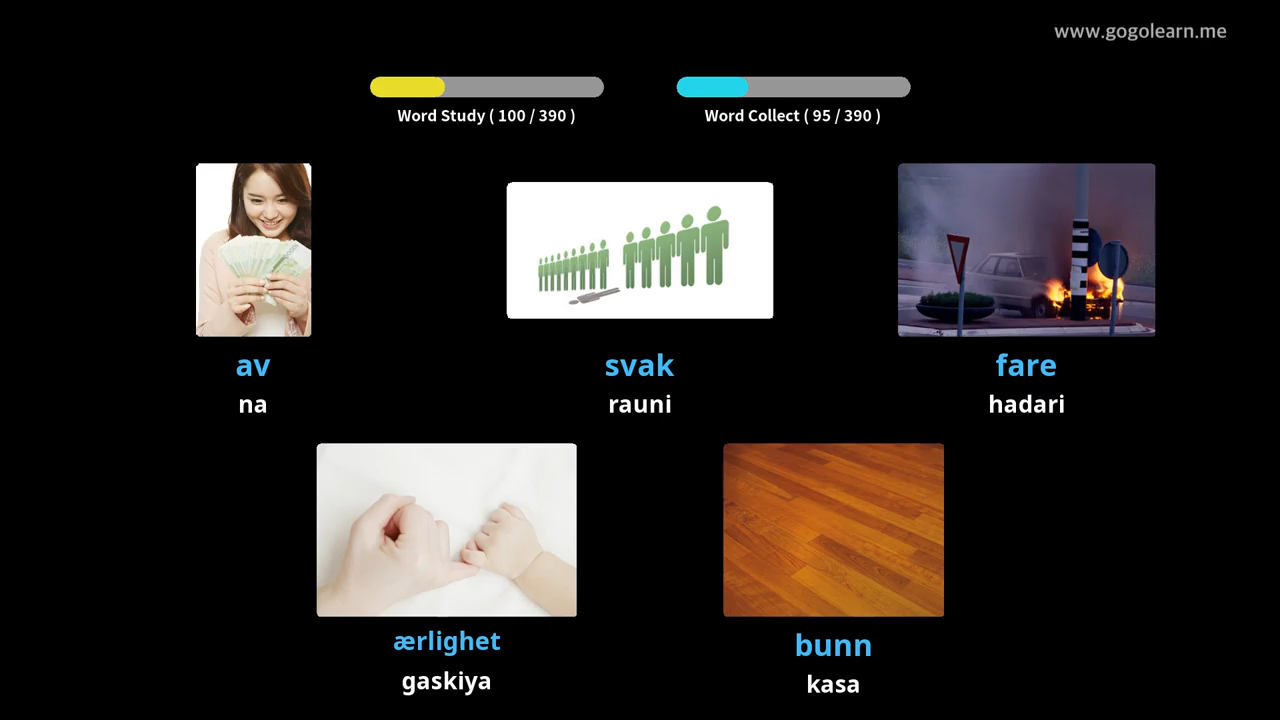 www.gogolearn.me
Word Study ( 100 / 390 )
Word Collect ( 95 / 390 )
av
na
svak
rauni
fare
hadari
ærlighet
gaskiya
bunn
kasa